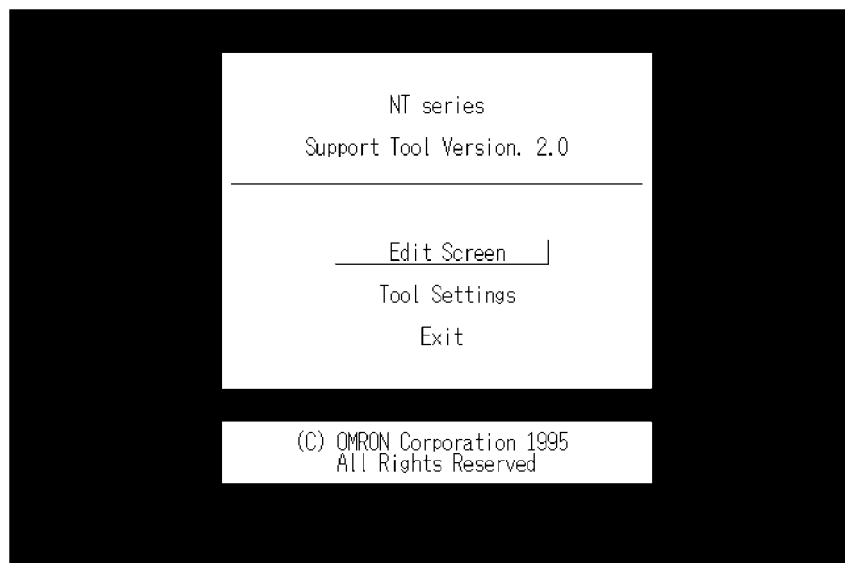 NT series
Support Tool Version. 2.0
Edit Screen
Tool Settings
Exit
(C) OMRON Corporation 1995
All Rights Reserved